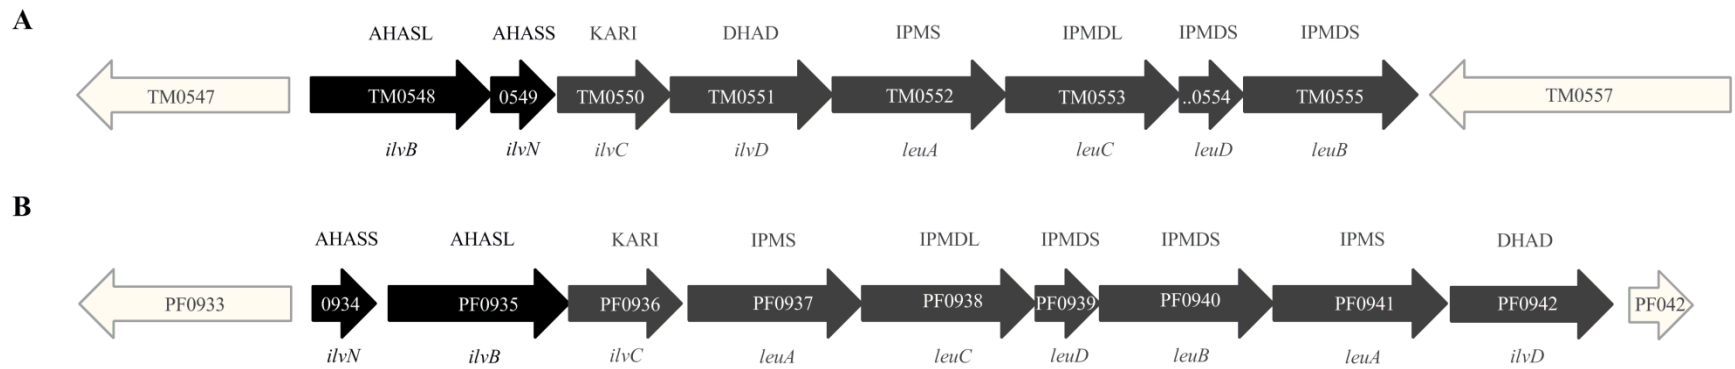 A
AHASL AHASS KARI DHAD IPMS IPMDL IPMDS IPMDS
TM0547 TM0548 0549 TM0550 TM0551 TM0552 TM0553 ..0554 TM0555 TM0557
ilvB ilvN ilvC ilvD leuA leuC leuD leuB
B
AHASS AHASL KARI IPMS IPMDL IPMDS IPMDS IPMS DHAD
PF0933 0934 PF0935 PF0936 PF0937 PF0938 PF0939 PF0940 PF0941 PF0942 PF042
ilvN ilvB ilvC leuA leuC leuD leuB leuA ilvD